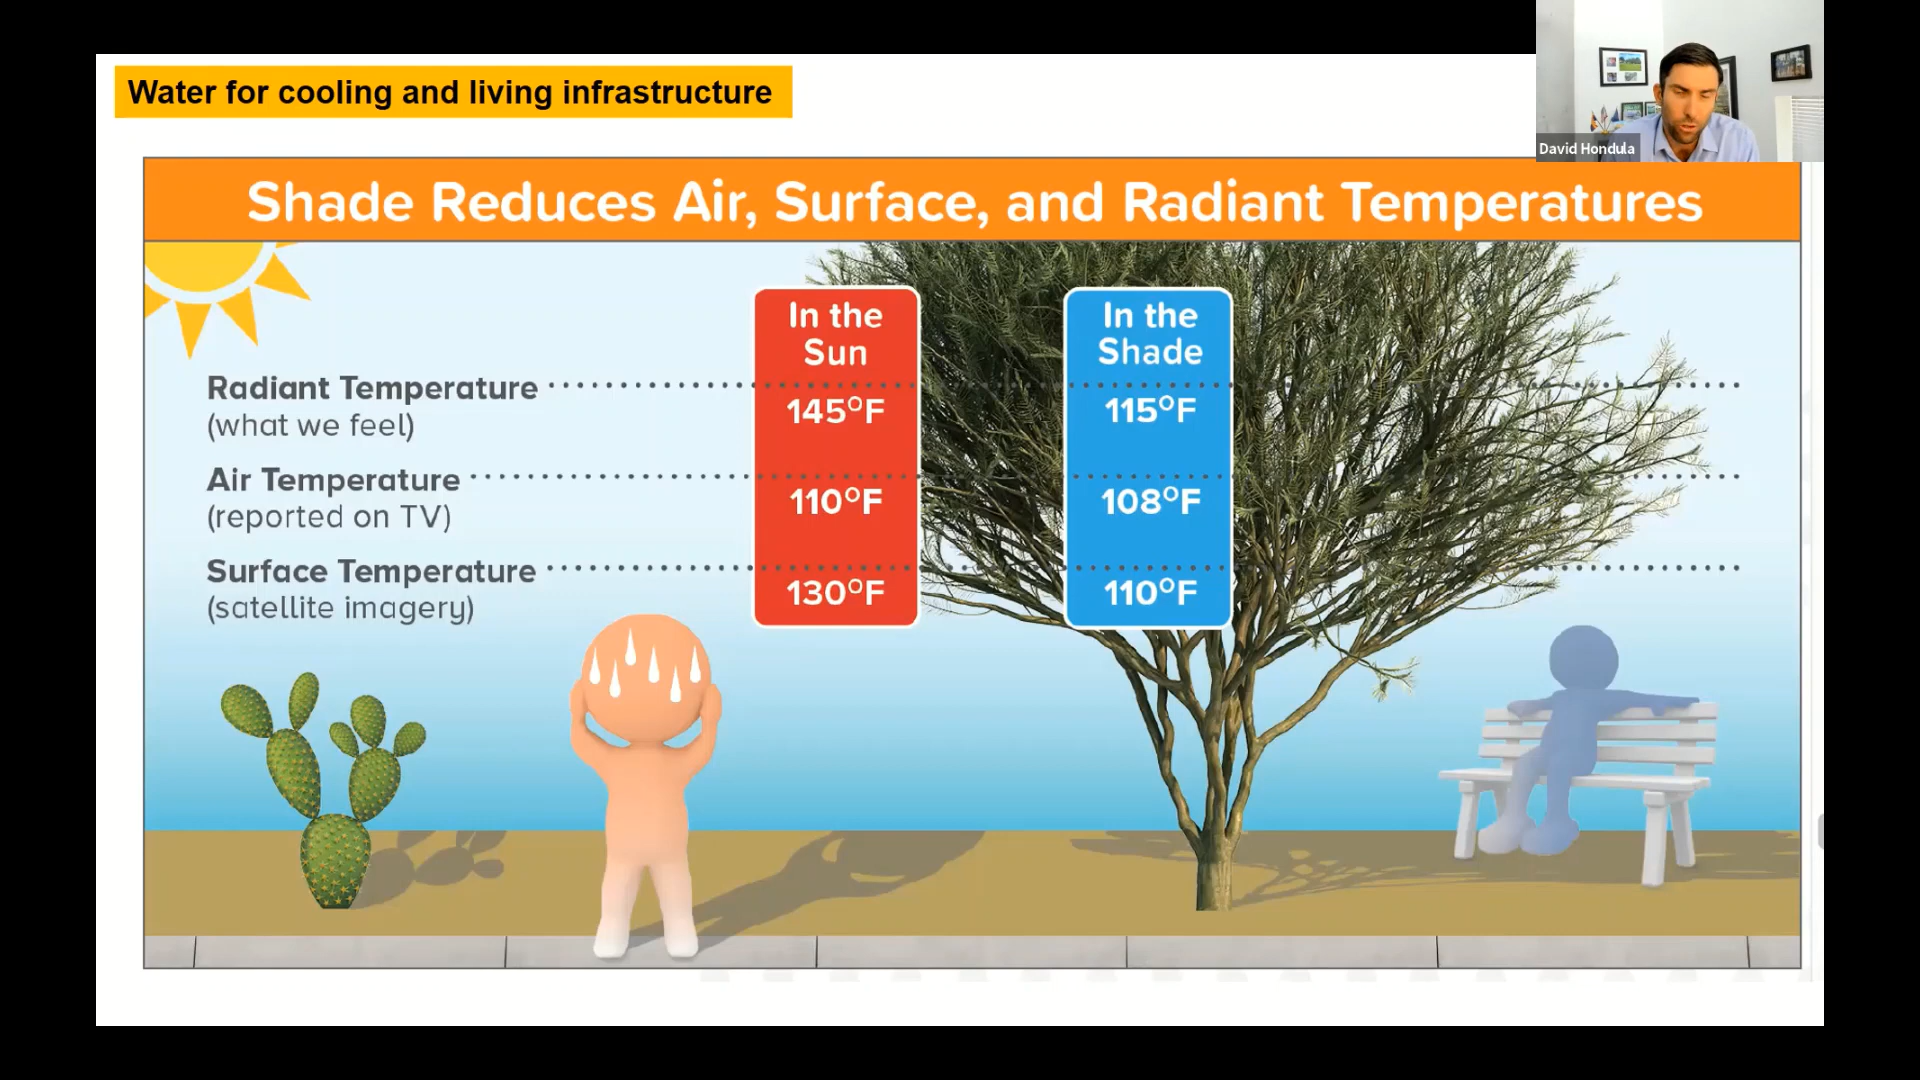 Water for cooling and living infrastructure
David Hondula
Shade Reduces Air, Surface, and Radiant Temperatures
In the
Sun
In the
Shade
Radiant Temperature
(what we feel)
145°F
115°F
Air Temperature
(reported on TV)
110°F
108°F
Surface Temperature
(satellite imagery)
130°F
110°F